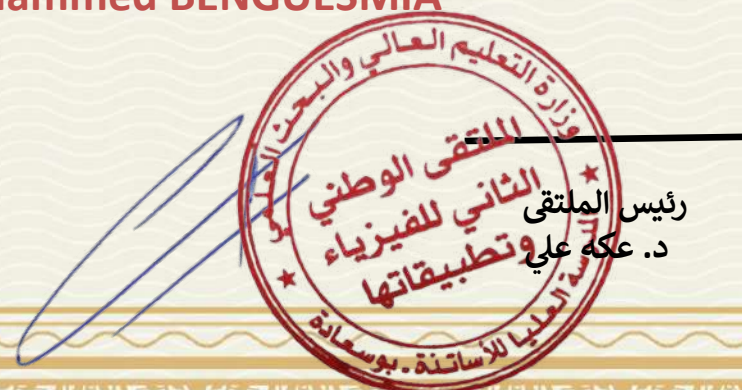 hammed BENGUESMIA
وزارة التعليم العالي والبحث العلمي
الملتقى الوطني
الثاني للفيزياء
وتطبيقاتها
المدرسة العليا للأساتذة - بوسعادة
رئيس الملتقى
د. عكه علي